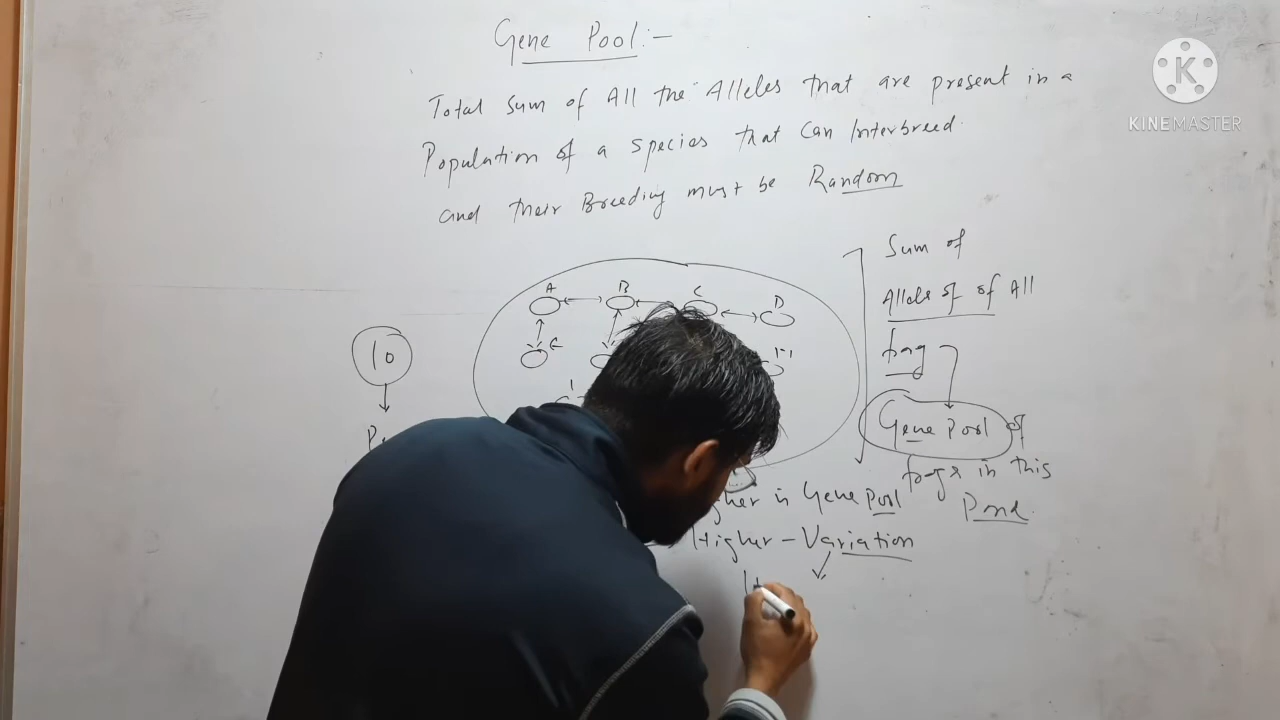 Gene Pool:-
K
KINEMASTER
Total Sum of All the Alleles that are present in a
Population of a species that can Interbreed.
and their Breeding must be Random
Sum of
Allele of of All
frog
Gene Pool of
frogs in this
Pond
A B C D
E
10
Higher in Gene Pool
Higher - Variation